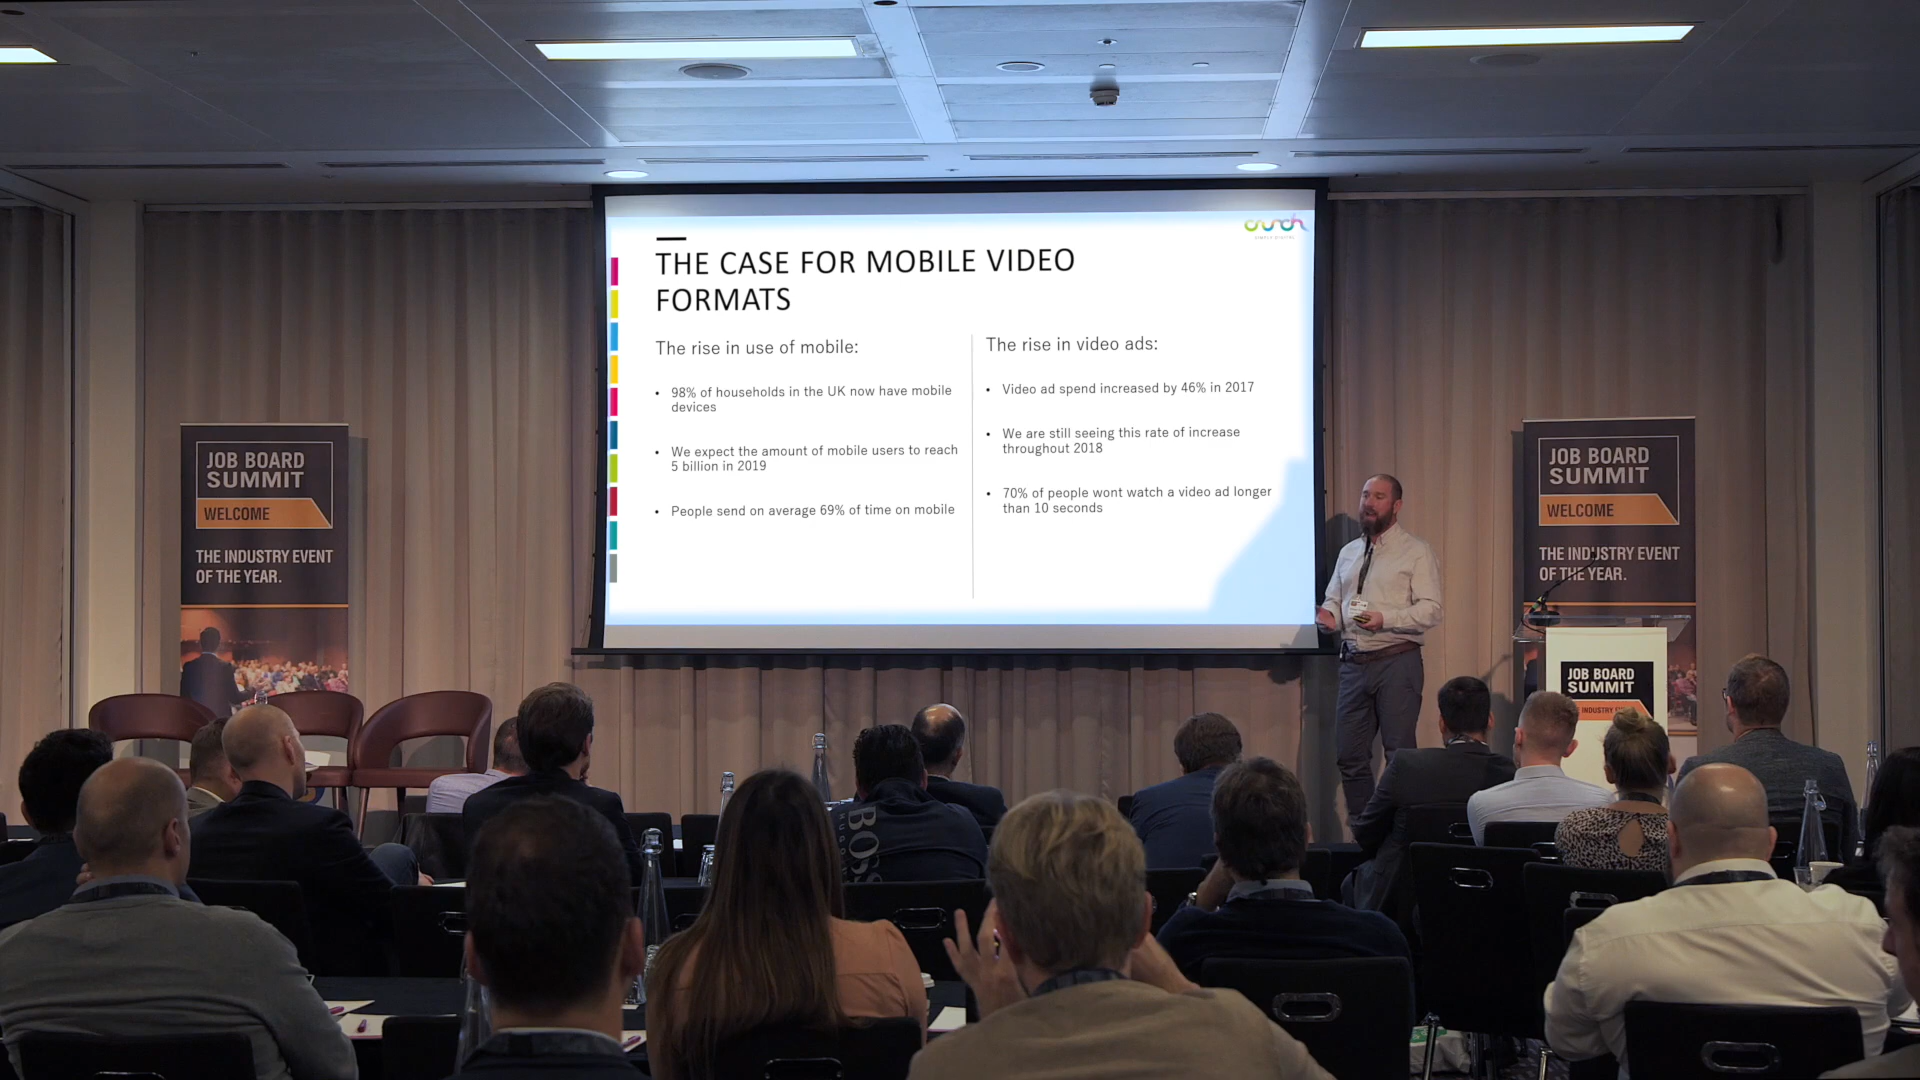 crunch
THE CASE FOR MOBILE VIDEO
FORMATS
The rise in use of mobile:
• 98% of households in the UK now have mobile
devices
• We expect the amount of mobile users to reach
5 billion in 2019
• People send on average 69% of time on mobile
The rise in video ads:
• Video ad spend increased by 46% in 2017
• We are still seeing this rate of increase
throughout 2018
• 70% of people wont watch a video ad longer
than 10 seconds
JOB BOARD
SUMMIT
WELCOME
THE INDUSTRY EVENT
OF THE YEAR.
JOB BOARD
SUMMIT
WELCOME
THE INDUSTRY EVENT
OF THE YEAR.
JOB BOARD
SUMMIT
INDUSTRY
BOSS
HUGO